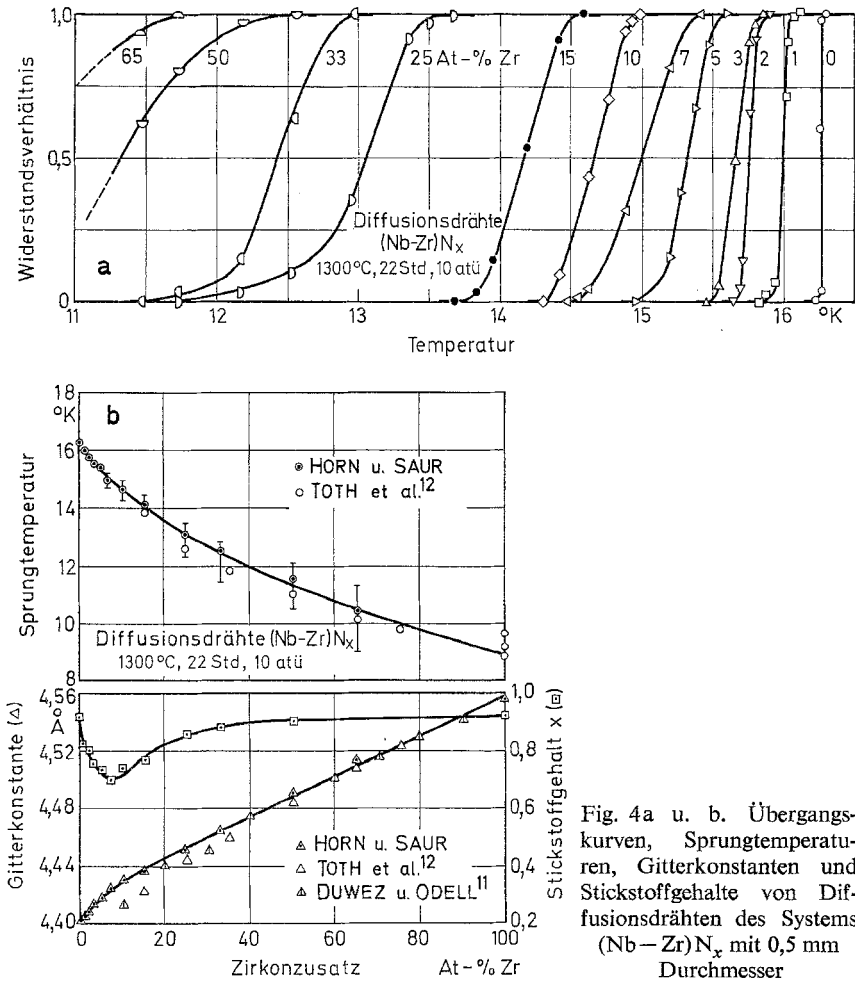 1,0
0,5
0
Widerstandsverhältnis
a
65 50 33 25 At-% Zr 15 10 7 5 3 2 1 0
Diffusionsdrähte
(Nb-Zr)Nx
1300°C, 22 Std, 10 atü
11 12 13 14 15 16 °K
Temperatur
18
°K
16
14
12
10
8
Sprungtemperatur
b
HORN u. SAUR
TOTH et al.12
Diffusionsdrähte (Nb-Zr)Nx
1300°C, 22 Std, 10 atü
4,56
Å
4,52
4,48
4,44
4,40
Gitterkonstante (△)
1,0
0,8
0,6
0,4
0,2
Stickstoffgehalt x (⊡)
HORN u. SAUR
TOTH et al.12
DUWEZ u. ODELL11
0 20 40 60 80 100
Zirkonzusatz At-% Zr
Fig. 4a u. b. Übergangs-
kurven, Sprungtemperatu-
ren, Gitterkonstanten und
Stickstoffgehalte von Dif-
fusionsdrähten des Systems
(Nb—Zr)Nx mit 0,5 mm
Durchmesser